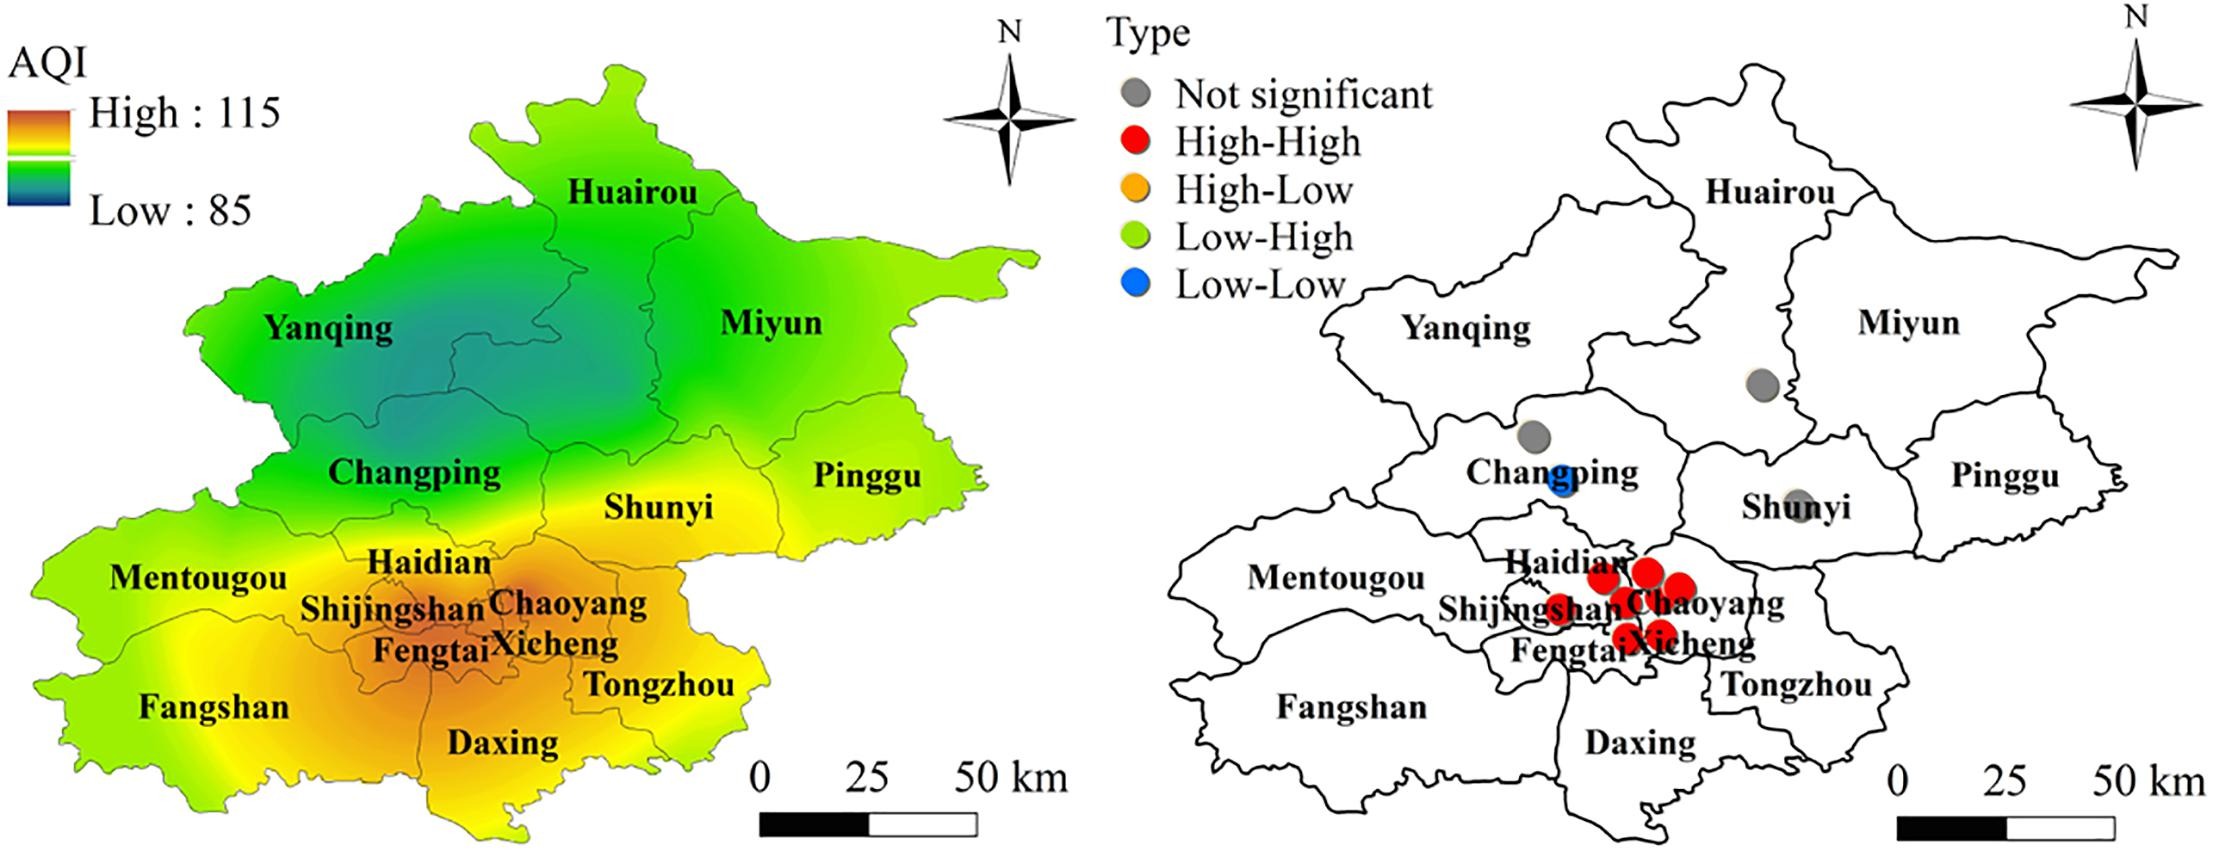 AQI
High : 115
Low : 85
N
Huairou
Yanqing
Miyun
Changping
Pinggu
Shunyi
Haidian
Mentougou
Shijingshan
Chaoyang
Fengtai
Xicheng
Tongzhou
Fangshan
Daxing
0 25 50 km
Type
Not significant
High-High
High-Low
Low-High
Low-Low
N
Huairou
Yanqing
Miyun
Changping
Pinggu
Shunyi
Haidian
Mentougou
Shijingshan
Chaoyang
Fengtai
Xicheng
Tongzhou
Fangshan
Daxing
0 25 50 km